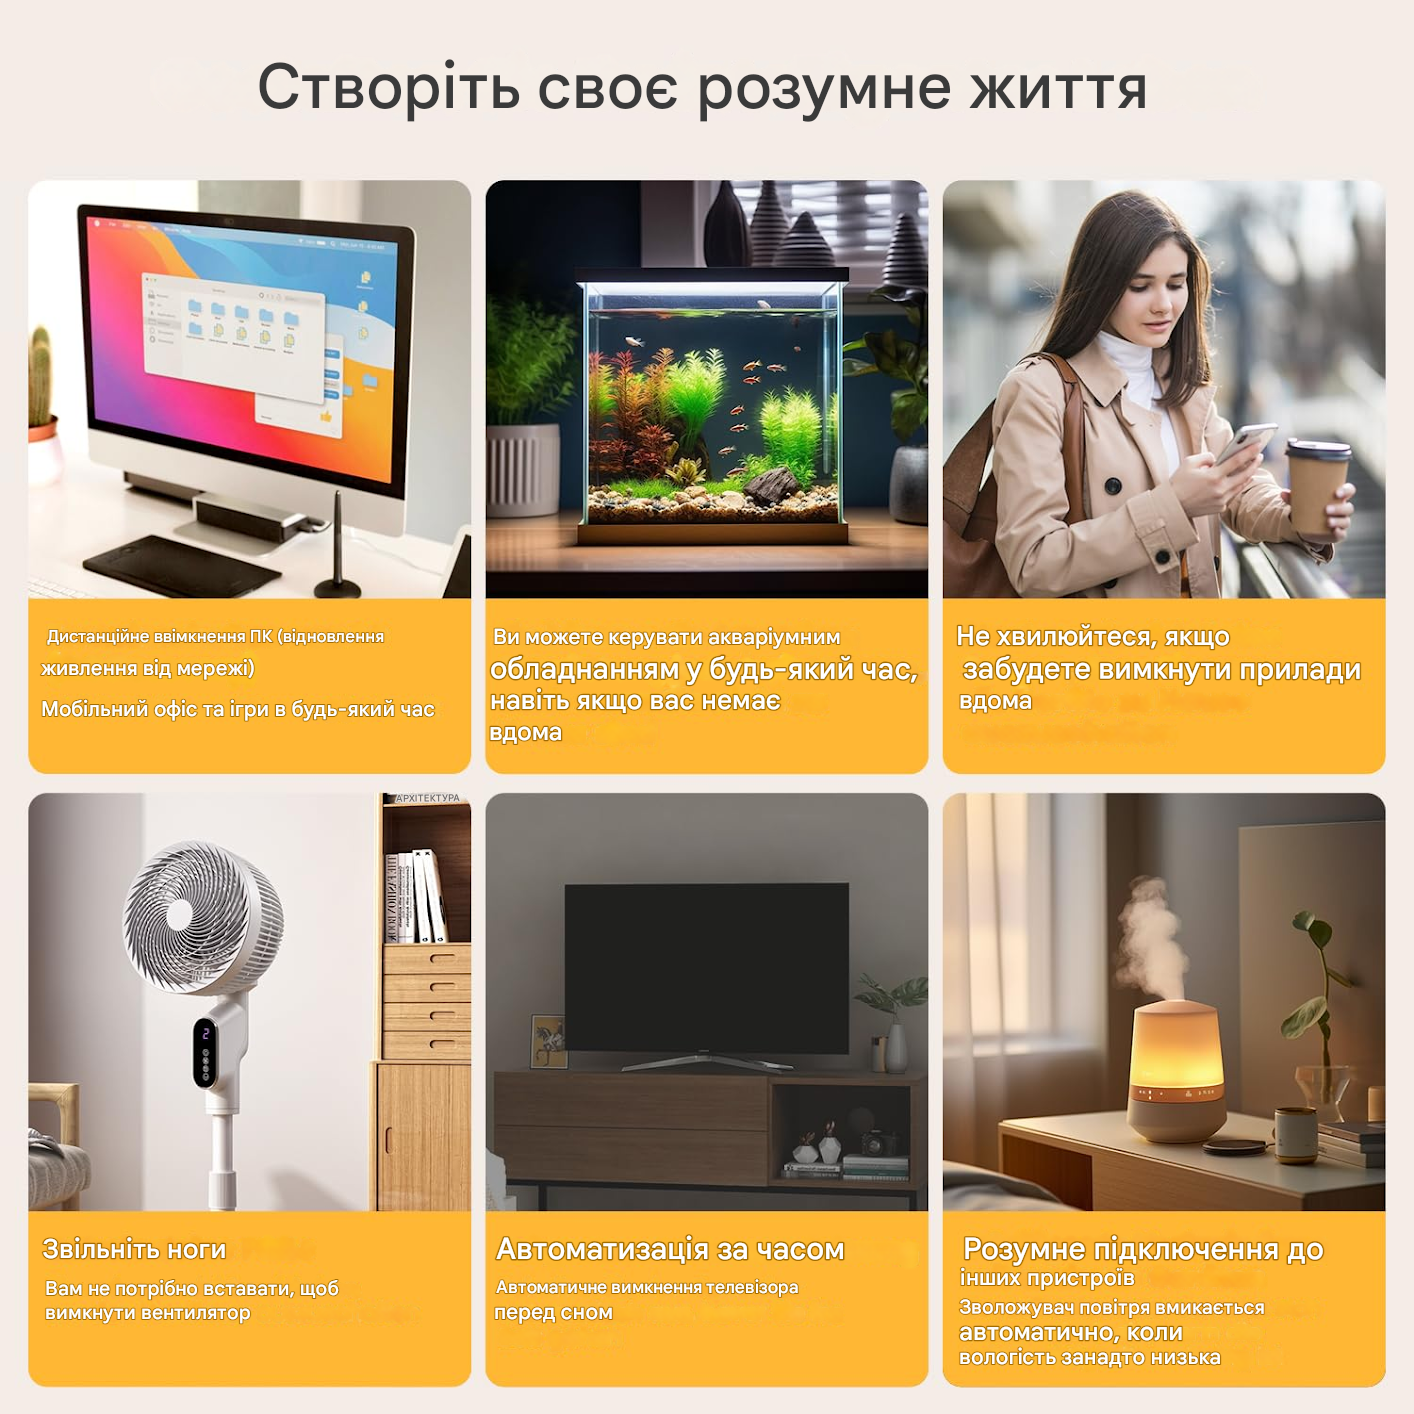 Створіть своє розумне життя
Дистанційне ввімкнення ПК (відновлення
живлення від мережі)
Мобільний офіс та ігри в будь-який час
Ви можете керувати акваріумним
обладнанням у будь-який час,
навіть якщо вас немає
вдома
Не хвилюйтеся, якщо
забудете вимкнути прилади
вдома
АРХІТЕКТУРА
Звільніть ноги
Вам не потрібно вставати, щоб
вимкнути вентилятор
Автоматизація за часом
Автоматичне вимкнення телевізора
перед сном
Розумне підключення до
інших пристроїв
Зволожувач повітря вмикається
автоматично, коли
вологість занадто низька